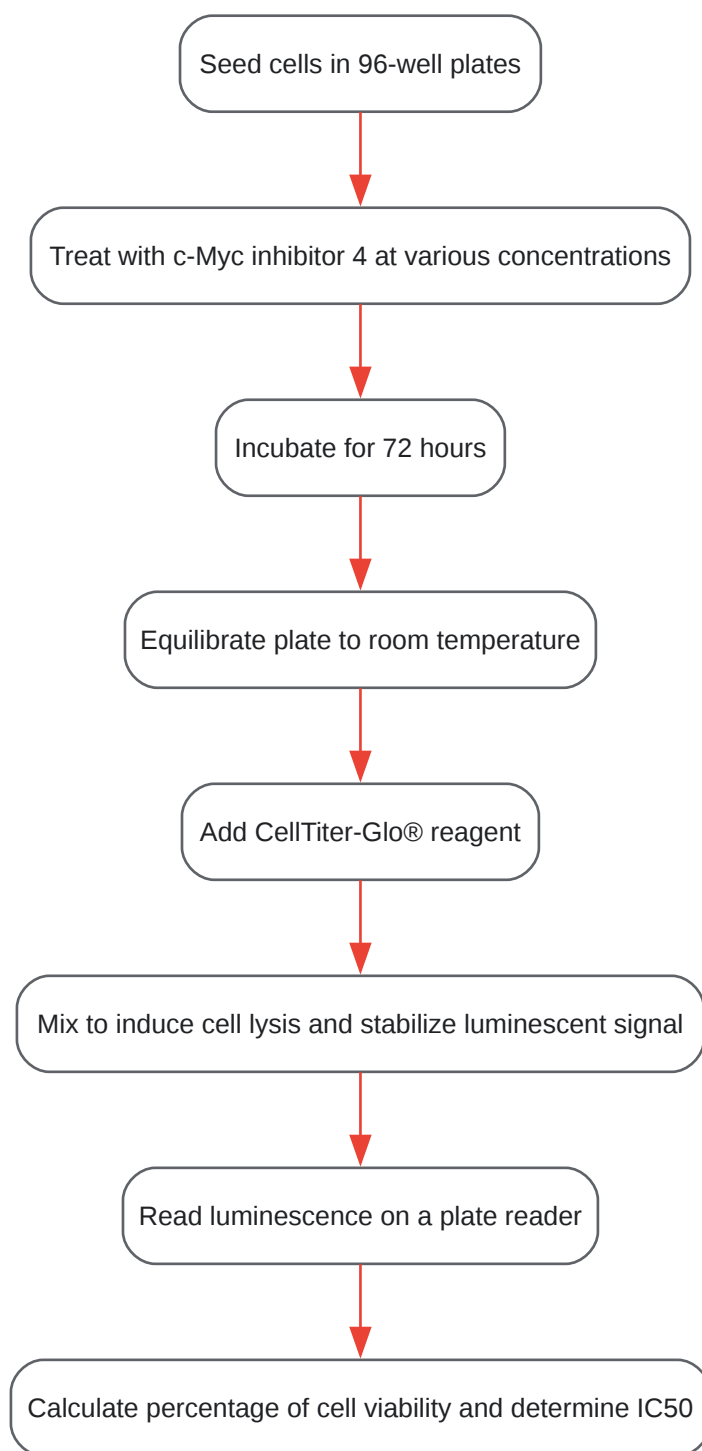 Seed cells in 96-well plates
Treat with c-Myc inhibitor 4 at various concentrations
Incubate for 72 hours
Equilibrate plate to room temperature
Add CellTiter-Glo® reagent
Mix to induce cell lysis and stabilize luminescent signal
Read luminescence on a plate reader
Calculate percentage of cell viability and determine IC50